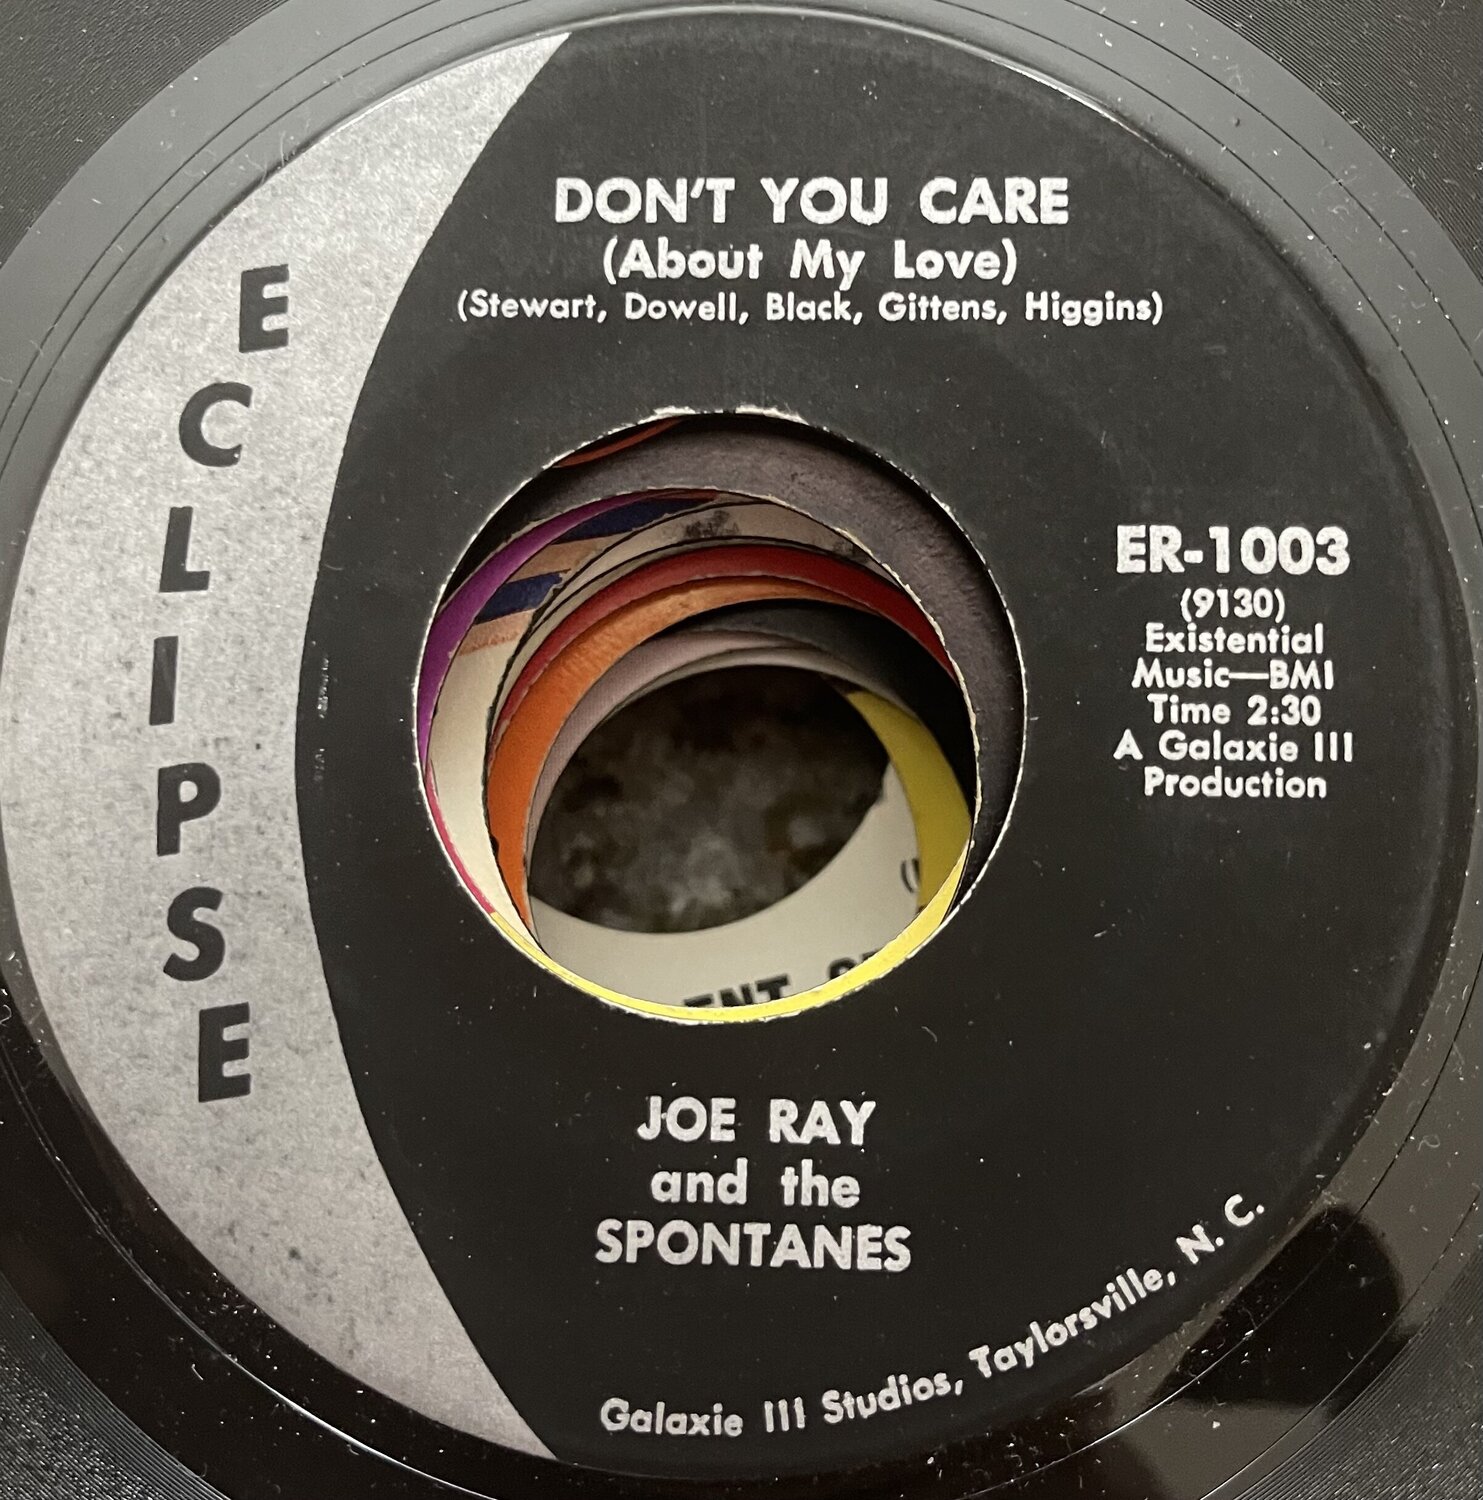 ECLIPSE
DON'T YOU CARE
(About My Love)
(Stewart, Dowell, Black, Gittens, Higgins)
ER-1003
(9130)
Existential
Music—BMI
Time 2:30
A Galaxie III
Production
JOE RAY
and the
SPONTANES
Galaxie III Studios, Taylorsville, N. C.